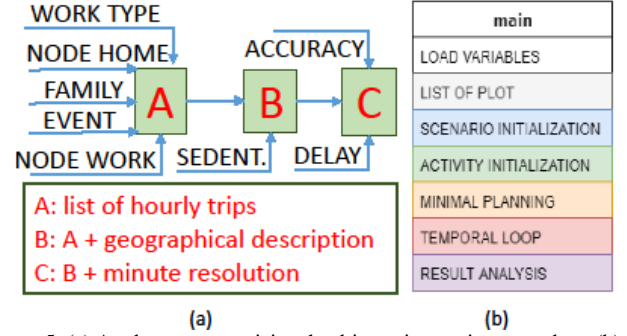 WORK TYPE
NODE HOME
FAMILY
EVENT
NODE WORK
A
SEDENT.
B
ACCURACY
DELAY
C
A: list of hourly trips
B: A + geographical description
C: B + minute resolution
(a)
main
LOAD VARIABLES
LIST OF PLOT
SCENARIO INITIALIZATION
ACTIVITY INITIALIZATION
MINIMAL PLANNING
TEMPORAL LOOP
RESULT ANALYSIS
(b)